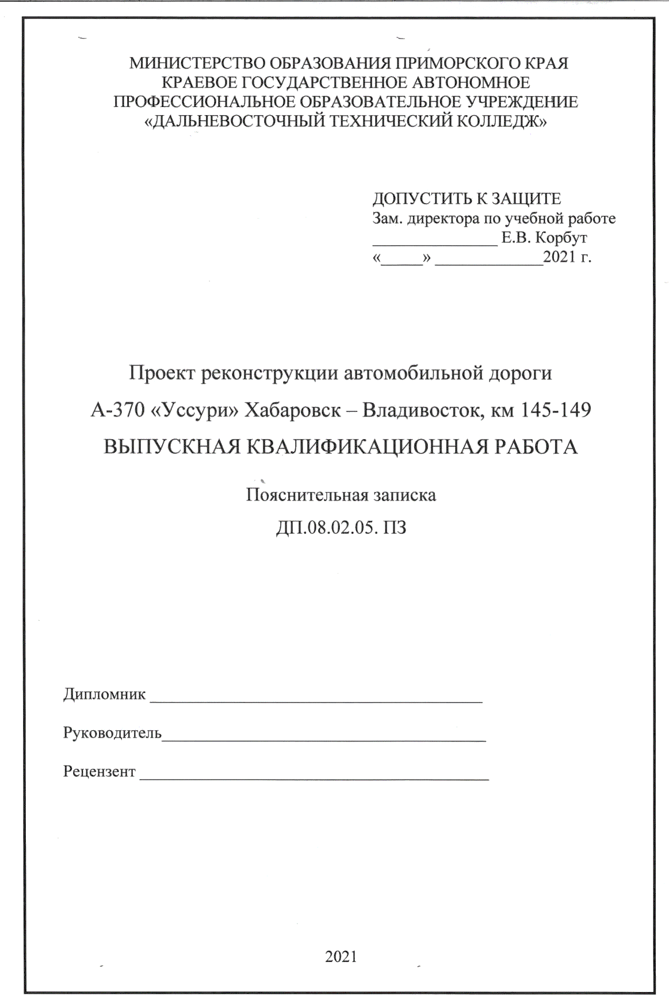 МИНИСТЕРСТВО ОБРАЗОВАНИЯ ПРИМОРСКОГО КРАЯ
КРАЕВОЕ ГОСУДАРСТВЕННОЕ АВТОНОМНОЕ
ПРОФЕССИОНАЛЬНОЕ ОБРАЗОВАТЕЛЬНОЕ УЧРЕЖДЕНИЕ
«ДАЛЬНЕВОСТОЧНЫЙ ТЕХНИЧЕСКИЙ КОЛЛЕДЖ»
ДОПУСТИТЬ К ЗАЩИТЕ
Зам. директора по учебной работе
_______________ Е.В. Корбут
«_____» _____________2021 г.
Проект реконструкции автомобильной дороги
А-370 «Уссури» Хабаровск – Владивосток, км 145-149
ВЫПУСКНАЯ КВАЛИФИКАЦИОННАЯ РАБОТА
Пояснительная записка
ДП.08.02.05. ПЗ
Дипломник ________________________________________
Руководитель_______________________________________
Рецензент __________________________________________
2021